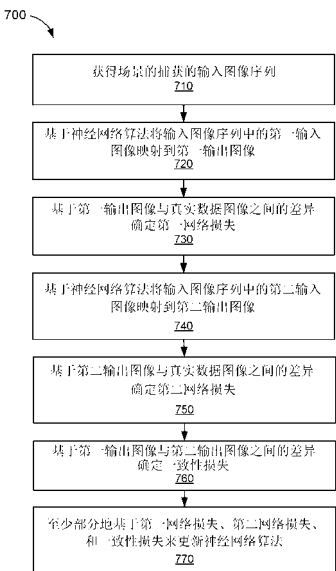 700
获得场景的捕获的输入图像序列
710
基于神经网络算法将输入图像序列中的第一输入
图像映射到第一输出图像
720
基于第一输出图像与真实数据图像之间的差异
确定第一网络损失
730
基于神经网络算法将输入图像序列中的第二输入
图像映射到第二输出图像
740
基于第二输出图像与真实数据图像之间的差异
确定第二网络损失
750
基于第一输出图像与第二输出图像之间的差异
确定一致性损失
760
至少部分地基于第一网络损失、第二网络损失、
和一致性损失来更新神经网络算法
770